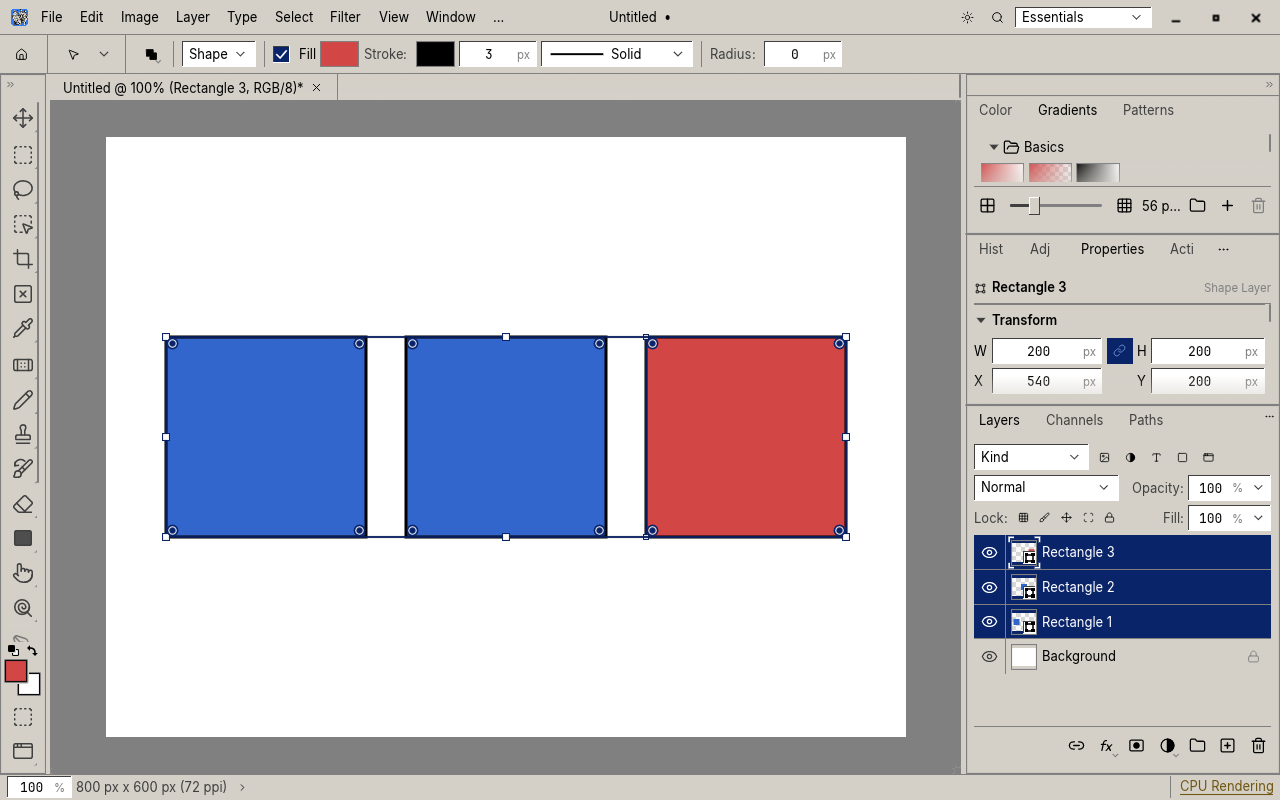 File Edit Image Layer Type Select Filter View Window ... Untitled • Essentials
Shape Fill Stroke: 3 px Solid Radius: 0 px
Untitled @ 100% (Rectangle 3, RGB/8)*
Color Gradients Patterns
Basics
56 p...
Hist Adj Properties Acti ...
Rectangle 3 Shape Layer
Transform
W 200 px H 200 px
X 540 px Y 200 px
Layers Channels Paths ...
Kind
Normal Opacity: 100 %
Lock: Fill: 100 %
Rectangle 3
Rectangle 2
Rectangle 1
Background
fx
100 % 800 px x 600 px (72 ppi) CPU Rendering